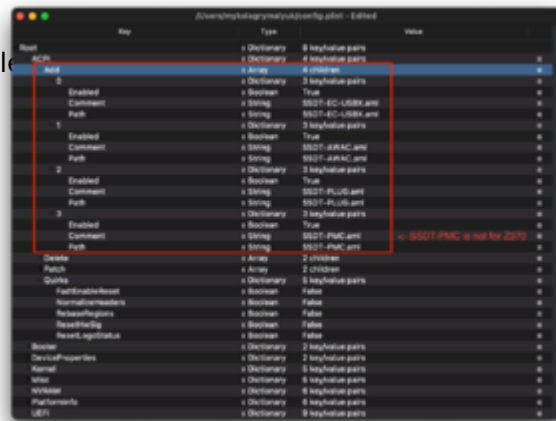 /Users/mykolagrymalyuk/config.plist - Edited
Key Type Value
Root Dictionary 8 key/value pairs
ACPI Dictionary 4 key/value pairs
Add Array 4 children
0 Dictionary 3 key/value pairs
Enabled Boolean True
Comment String SSDT-EC-USBX.aml
Path String SSDT-EC-USBX.aml
1 Dictionary 3 key/value pairs
Enabled Boolean True
Comment String SSDT-AWAC.aml
Path String SSDT-AWAC.aml
2 Dictionary 3 key/value pairs
Enabled Boolean True
Comment String SSDT-PLUG.aml
Path String SSDT-PLUG.aml
3 Dictionary 3 key/value pairs
Enabled Boolean True
Comment String SSDT-PMC.aml <- SSDT-PMC is not for Z370
Path String SSDT-PMC.aml
Delete Array 2 children
Patch Array 2 children
Quirks Dictionary 5 key/value pairs
FadtEnableReset Boolean False
NormalizeHeaders Boolean False
RebaseRegions Boolean False
ResetHwSig Boolean False
ResetLogoStatus Boolean False
Booter Dictionary 2 key/value pairs
DeviceProperties Dictionary 2 key/value pairs
Kernel Dictionary 5 key/value pairs
Misc Dictionary 6 key/value pairs
NVRAM Dictionary 6 key/value pairs
PlatformInfo Dictionary 6 key/value pairs
UEFI Dictionary 9 key/value pairs